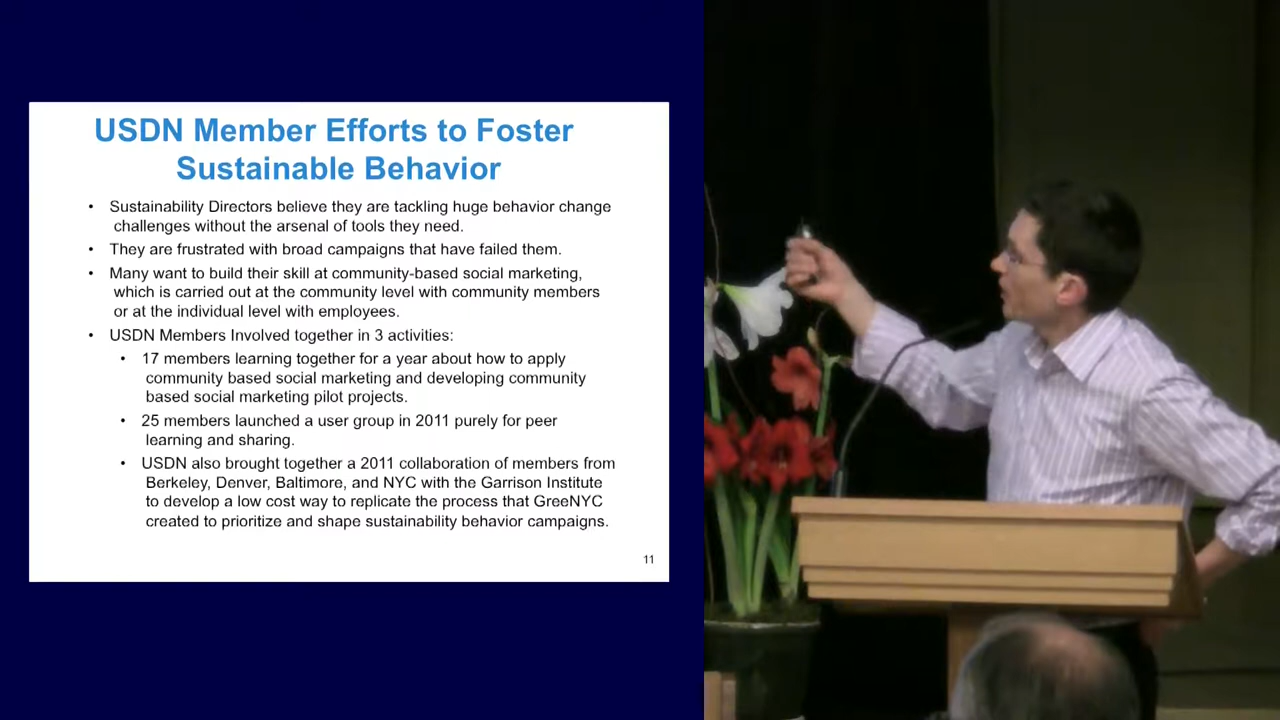 USDN Member Efforts to Foster
Sustainable Behavior
• Sustainability Directors believe they are tackling huge behavior change
challenges without the arsenal of tools they need.
• They are frustrated with broad campaigns that have failed them.
• Many want to build their skill at community-based social marketing,
which is carried out at the community level with community members
or at the individual level with employees.
• USDN Members Involved together in 3 activities:
• 17 members learning together for a year about how to apply
community based social marketing and developing community
based social marketing pilot projects.
• 25 members launched a user group in 2011 purely for peer
learning and sharing.
• USDN also brought together a 2011 collaboration of members from
Berkeley, Denver, Baltimore, and NYC with the Garrison Institute
to develop a low cost way to replicate the process that GreeNYC
created to prioritize and shape sustainability behavior campaigns.
11